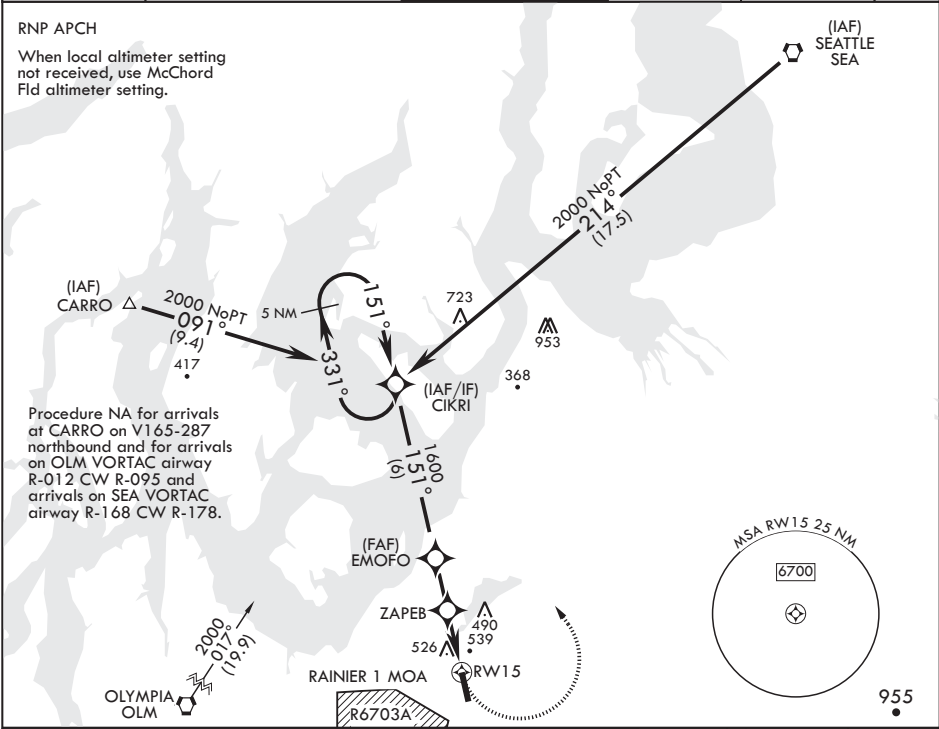 RNP APCH
When local altimeter setting
not received, use McChord
Fld altimeter setting.
(IAF)
SEATTLE
SEA
2000 NoPT
214°
(17.5)
(IAF)
CARRO
2000 NoPT
091°
(9.4)
417
5 NM
151°
331°
723
953
368
(IAF/IF)
CIKRI
Procedure NA for arrivals
at CARRO on V165-287
northbound and for arrivals
on OLM VORTAC airway
R-012 CW R-095 and
arrivals on SEA VORTAC
airway R-168 CW R-178.
1600
151°
(6)
(FAF)
EMOFO
ZAPEB
490
539
526
RW15
RAINIER 1 MOA
R6703A
2000
017°
(19.9)
OLYMPIA
OLM
MSA RW15 25 NM
6700
955